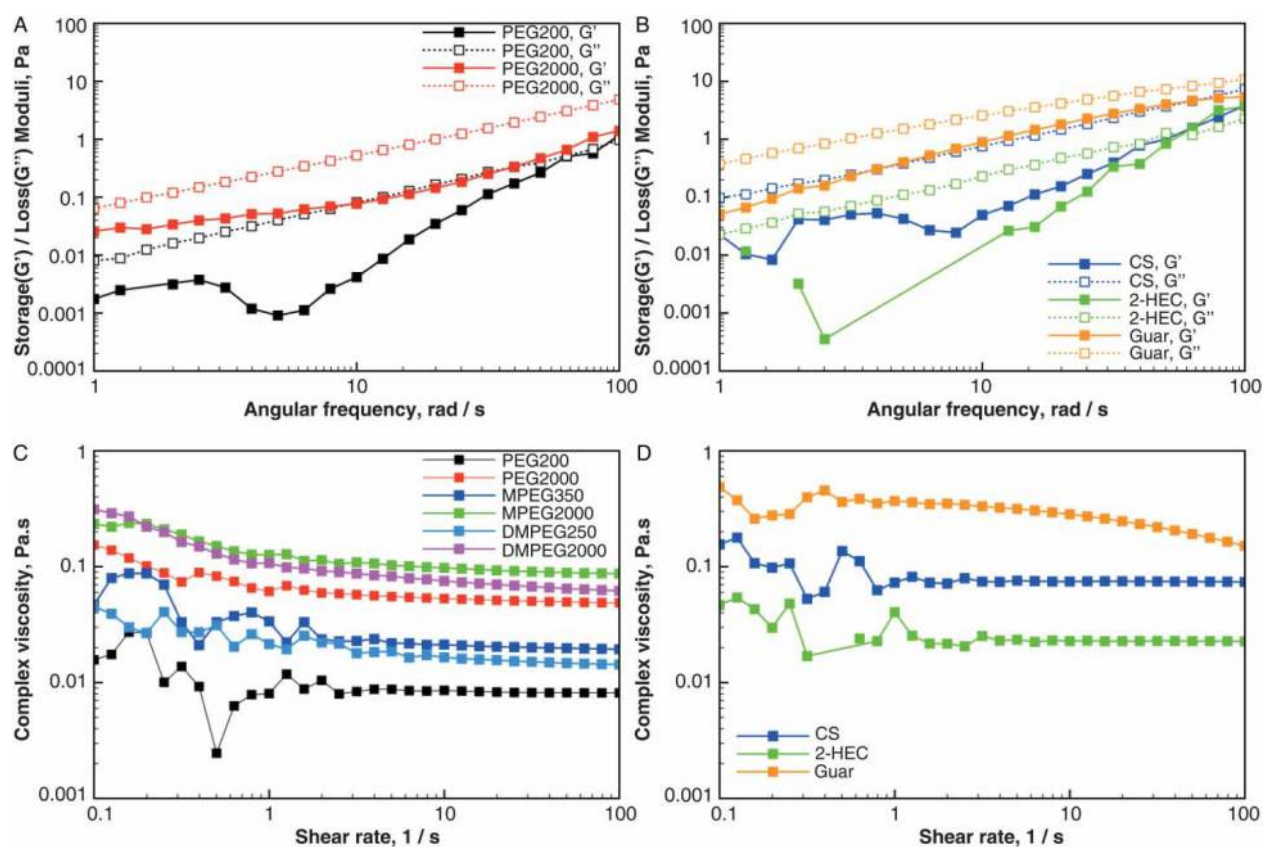 A
100
10
1
0.1
0.01
0.001
0.0001
Storage(G') / Loss(G'') Moduli, Pa
PEG200, G'
PEG200, G''
PEG2000, G'
PEG2000, G''
1
10
100
Angular frequency, rad / s
B
100
10
1
0.1
0.01
0.001
0.0001
Storage(G') / Loss(G'') Moduli, Pa
CS, G'
CS, G''
2-HEC, G'
2-HEC, G''
Guar, G'
Guar, G''
1
10
100
Angular frequency, rad / s
C
1
0.1
0.01
0.001
Complex viscosity, Pa.s
PEG200
PEG2000
MPEG350
MPEG2000
DMPEG250
DMPEG2000
0.1
1
10
100
Shear rate, 1 / s
D
1
0.1
0.01
0.001
Complex viscosity, Pa.s
CS
2-HEC
Guar
0.1
1
10
100
Shear rate, 1 / s